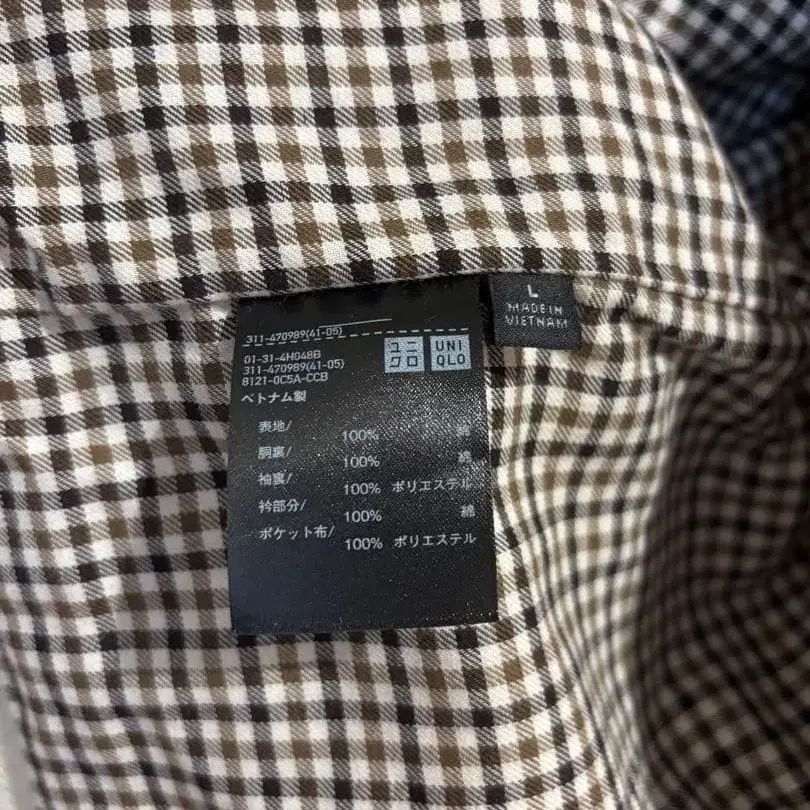 L
MADE IN
VIETNAM
311-470989(41-05)
ユニクロ
UNIQLO
01-31-4H048B
311-470989(41-05)
8121-0C5A-CCB
ベトナム製
表地/
100% 綿
胴裏/
100% 綿
袖裏/
100% ポリエステル
衿部分/
100% 綿
ポケット布/
100% ポリエステル